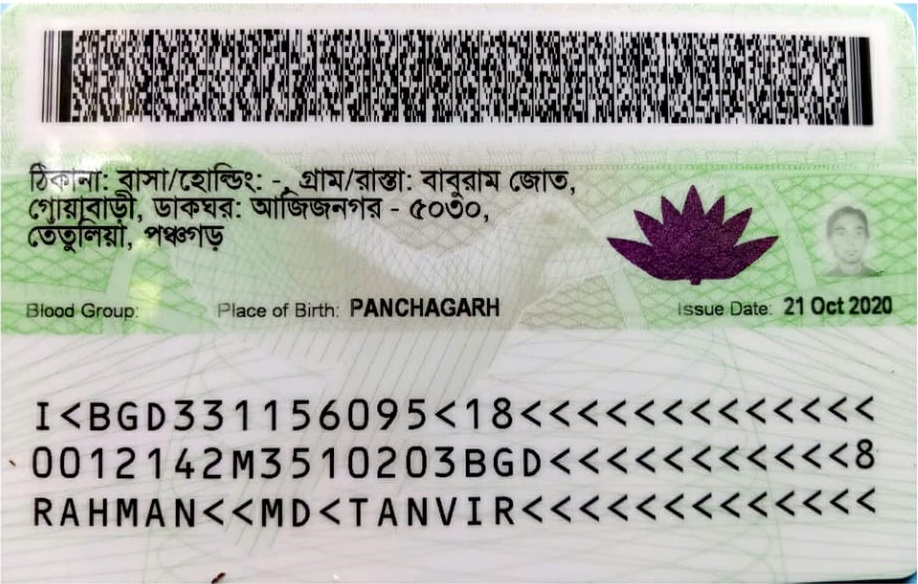 ঠিকানা: বাসা/হোল্ডিং: -, গ্রাম/রাস্তা: বাবুরাম জোত,
গোয়াবাড়ী, ডাকঘর: আজিজনগর - ৫০৩০,
তেতুলিয়া, পঞ্চগড়
Blood Group: Place of Birth: PANCHAGARH Issue Date: 21 Oct 2020
I<BGD331156095<18<<<<<<<<<<<<<
0012142M3510203BGD<<<<<<<<<<<8
RAHMAN<<MD<TANVIR<<<<<<<<<<<<<